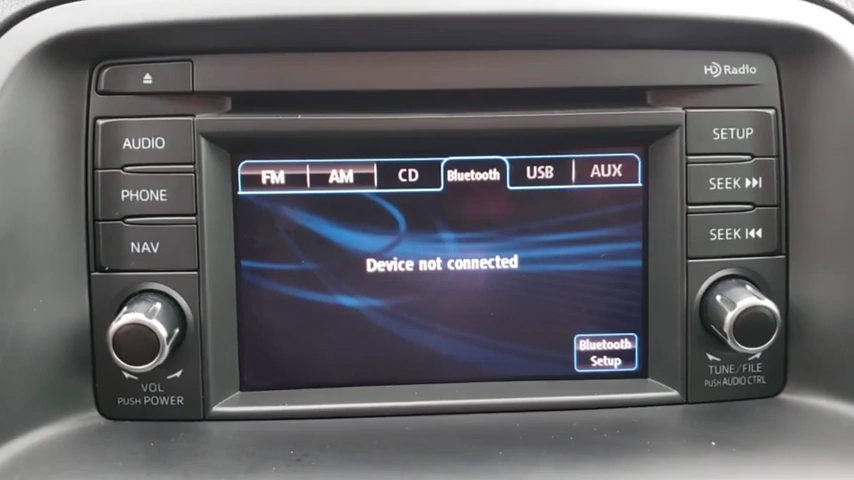 HD Radio
AUDIO
PHONE
NAV
VOL
PUSH POWER
FM AM CD Bluetooth USB AUX
Device not connected
Bluetooth
Setup
SETUP
SEEK
SEEK
TUNE/FILE
PUSH AUDIO CTRL